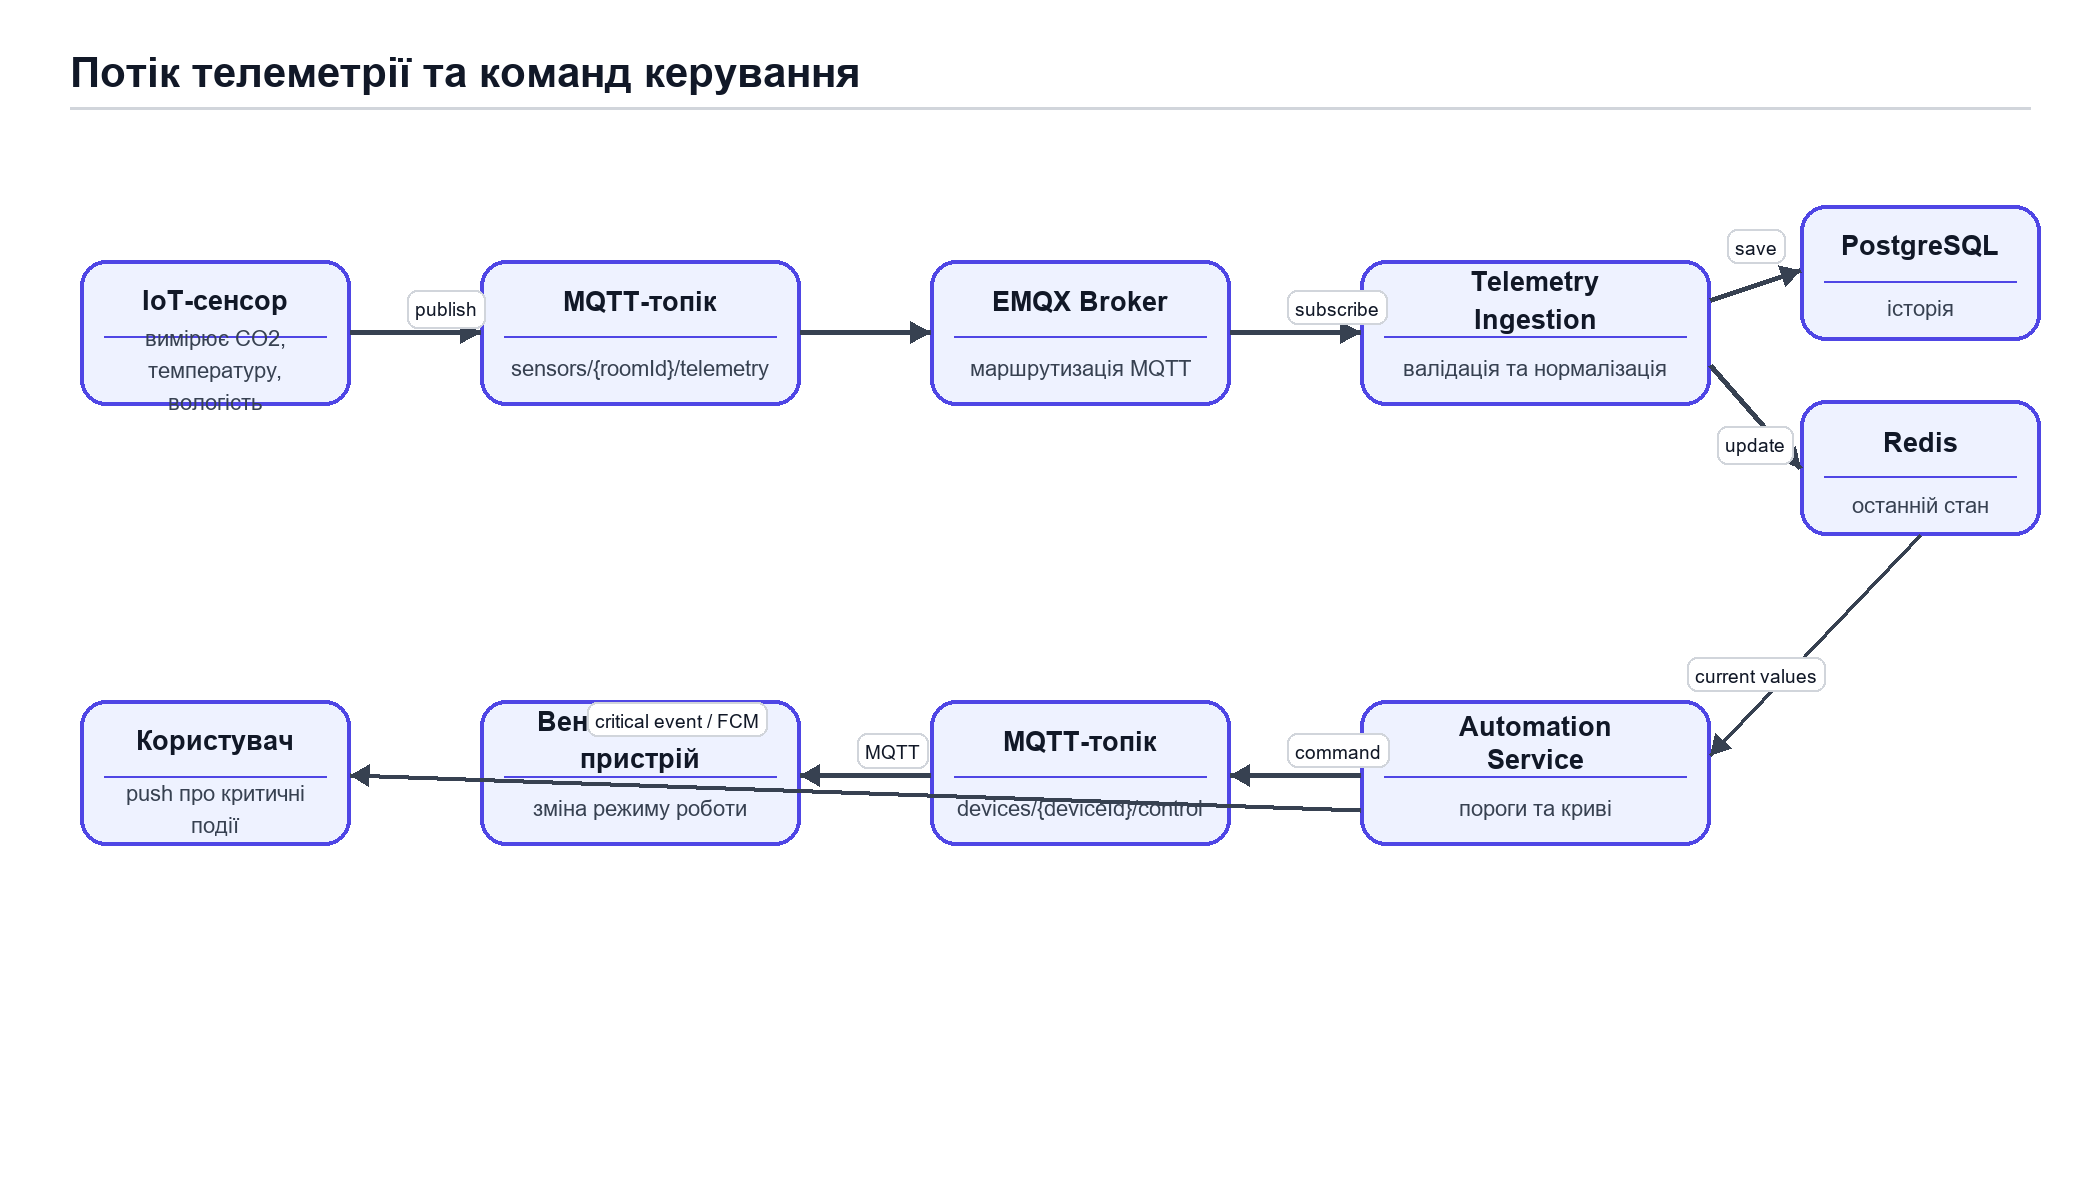 Потік телеметрії та команд керування
IoT-сенсор
вимірює CO2,
температуру,
вологість
publish
MQTT-топік
sensors/{roomId}/telemetry
EMQX Broker
маршрутизація MQTT
subscribe
Telemetry
Ingestion
валідація та нормалізація
save
PostgreSQL
історія
update
Redis
останній стан
current values
Automation
Service
пороги та криві
command
MQTT-топік
devices/{deviceId}/control
MQTT
critical event / FCM
пристрій
зміна режиму роботи
Користувач
push про критичні
події